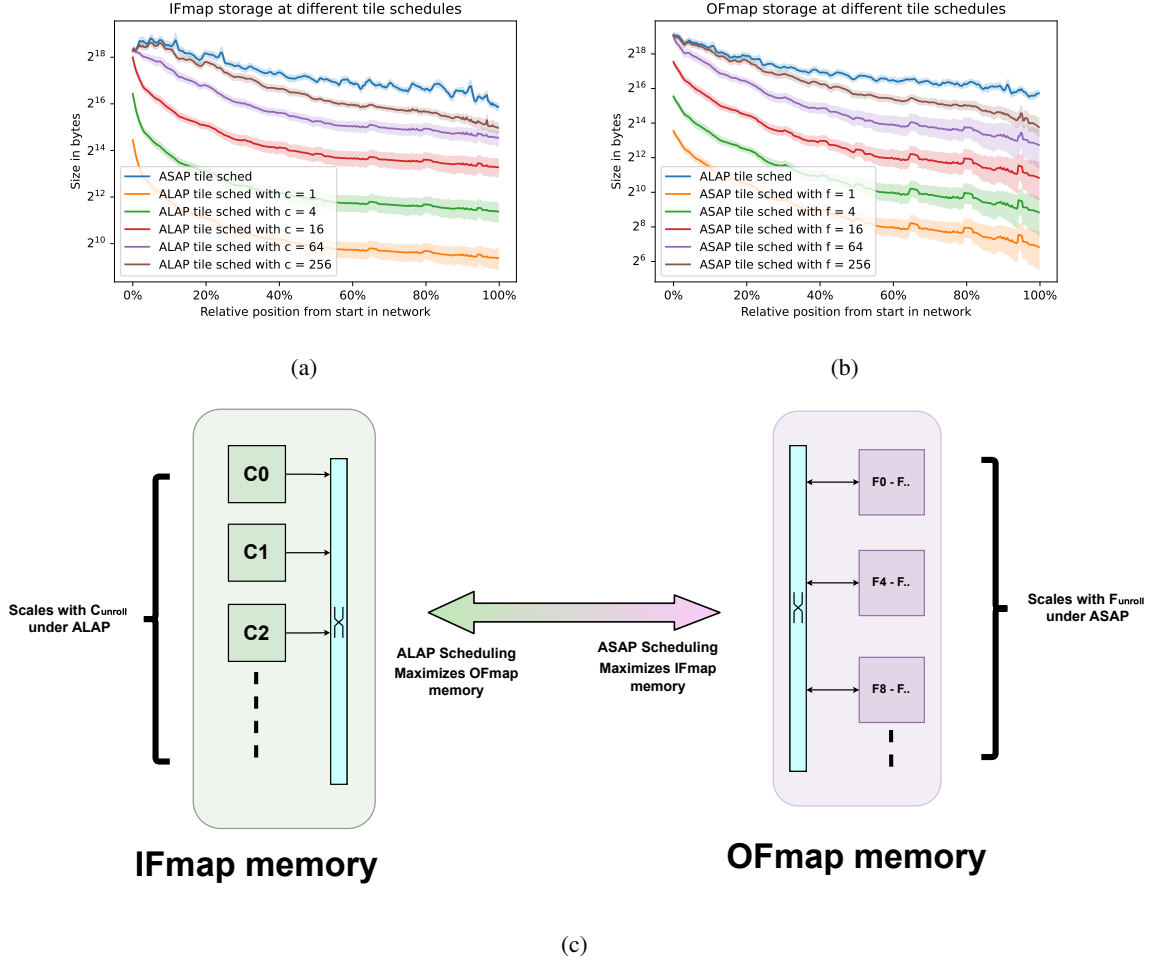 IFmap storage at different tile schedules
Size in bytes
2^18
2^16
2^14
2^12
2^10
ASAP tile sched
ALAP tile sched with c = 1
ALAP tile sched with c = 4
ALAP tile sched with c = 16
ALAP tile sched with c = 64
ALAP tile sched with c = 256
0% 20% 40% 60% 80% 100%
Relative position from start in network
(a)
OFmap storage at different tile schedules
Size in bytes
2^18
2^16
2^14
2^12
2^10
2^8
2^6
ALAP tile sched
ASAP tile sched with f = 1
ASAP tile sched with f = 4
ASAP tile sched with f = 16
ASAP tile sched with f = 64
ASAP tile sched with f = 256
0% 20% 40% 60% 80% 100%
Relative position from start in network
(b)
Scales with Cunroll
under ALAP
C0
C1
C2
IFmap memory
ALAP Scheduling
Maximizes OFmap
memory
ASAP Scheduling
Maximizes IFmap
memory
F0 - F..
F4 - F..
F8 - F..
Scales with Funroll
under ASAP
OFmap memory
(c)